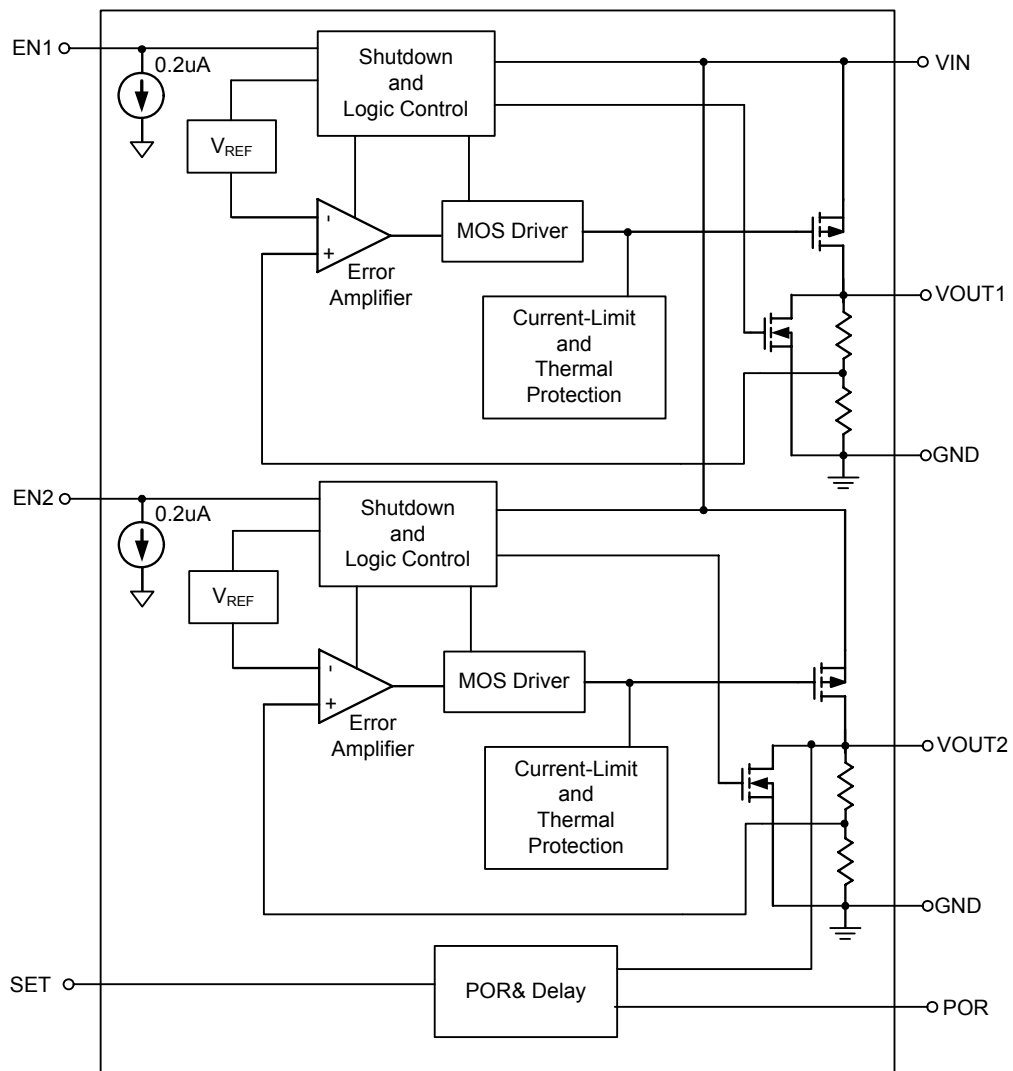 EN1
0.2uA
Shutdown
and
Logic Control
VIN
VREF
-
+
Error
Amplifier
MOS Driver
Current-Limit
and
Thermal
Protection
VOUT1
GND
EN2
0.2uA
Shutdown
and
Logic Control
VREF
-
+
Error
Amplifier
MOS Driver
Current-Limit
and
Thermal
Protection
VOUT2
GND
SET
POR& Delay
POR